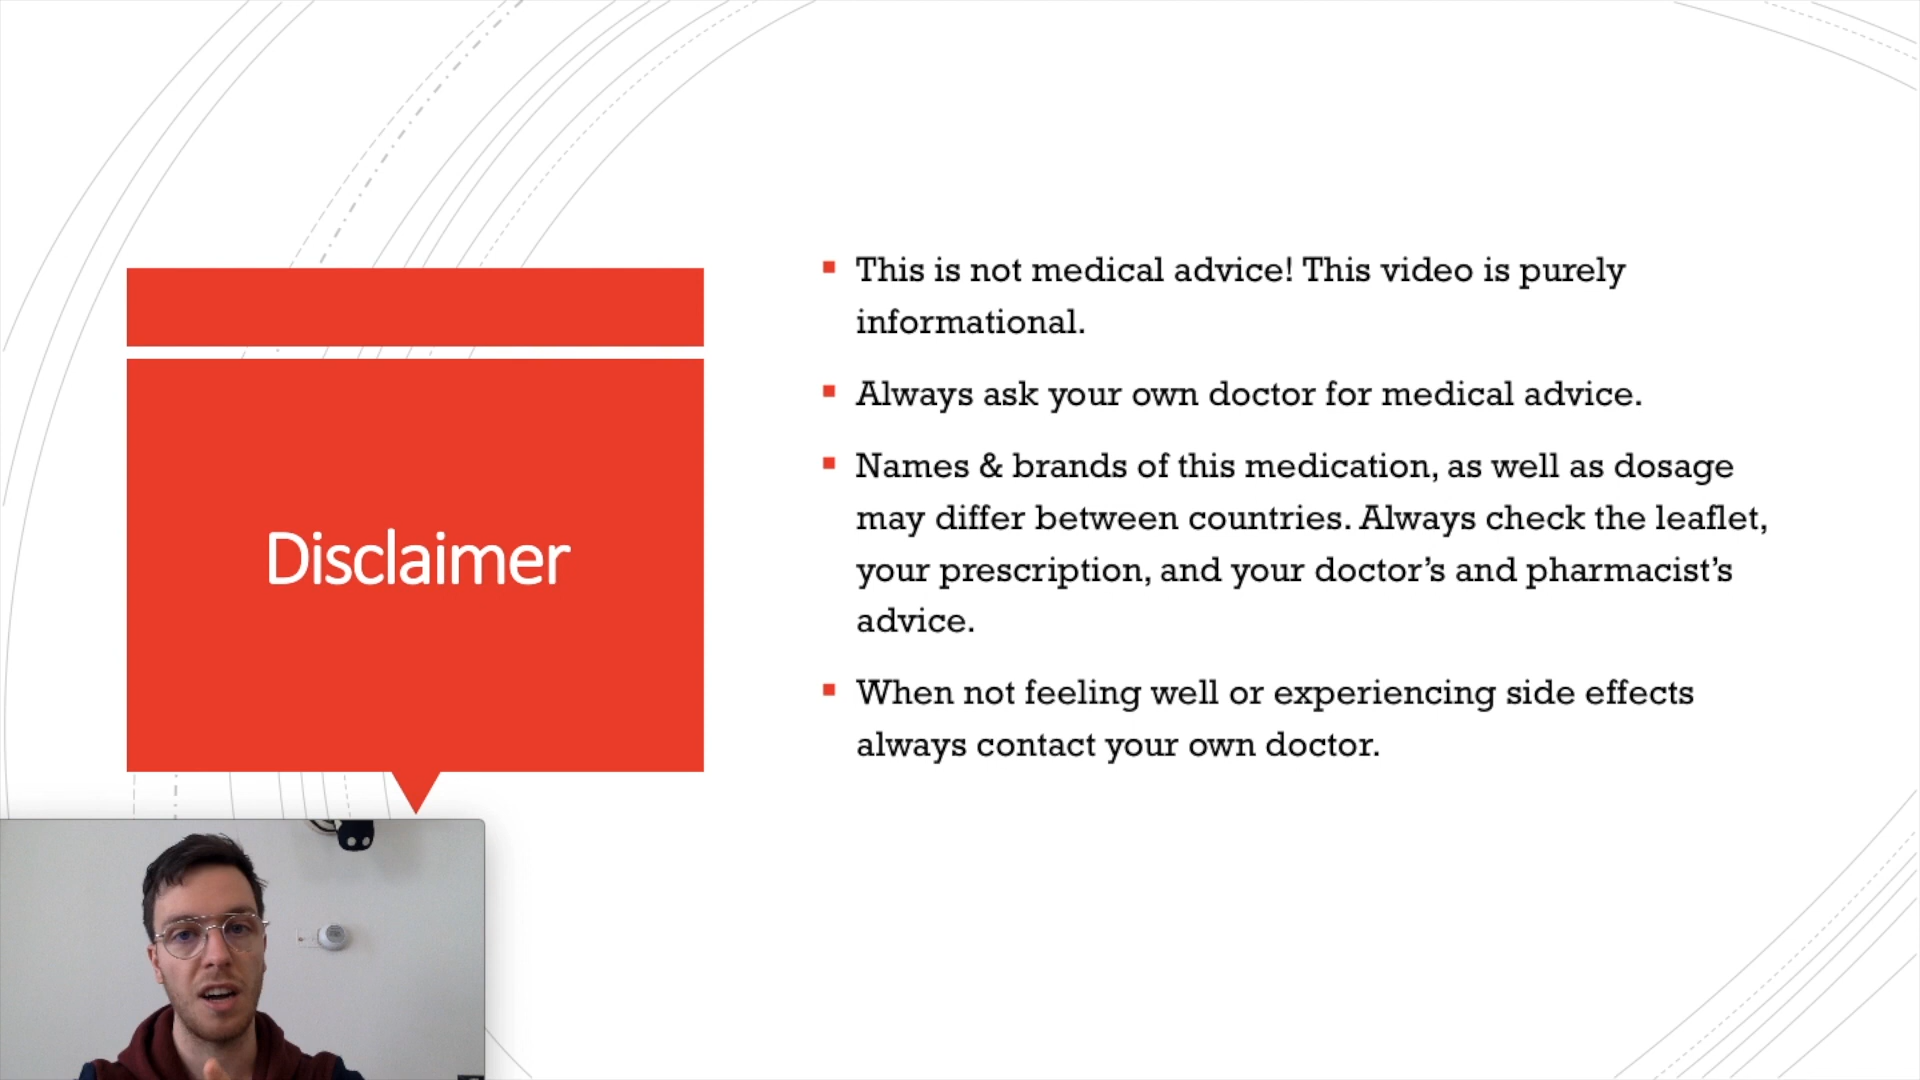 Disclaimer
This is not medical advice! This video is purely
informational.
Always ask your own doctor for medical advice.
Names & brands of this medication, as well as dosage
may differ between countries. Always check the leaflet,
your prescription, and your doctor’s and pharmacist’s
advice.
When not feeling well or experiencing side effects
always contact your own doctor.